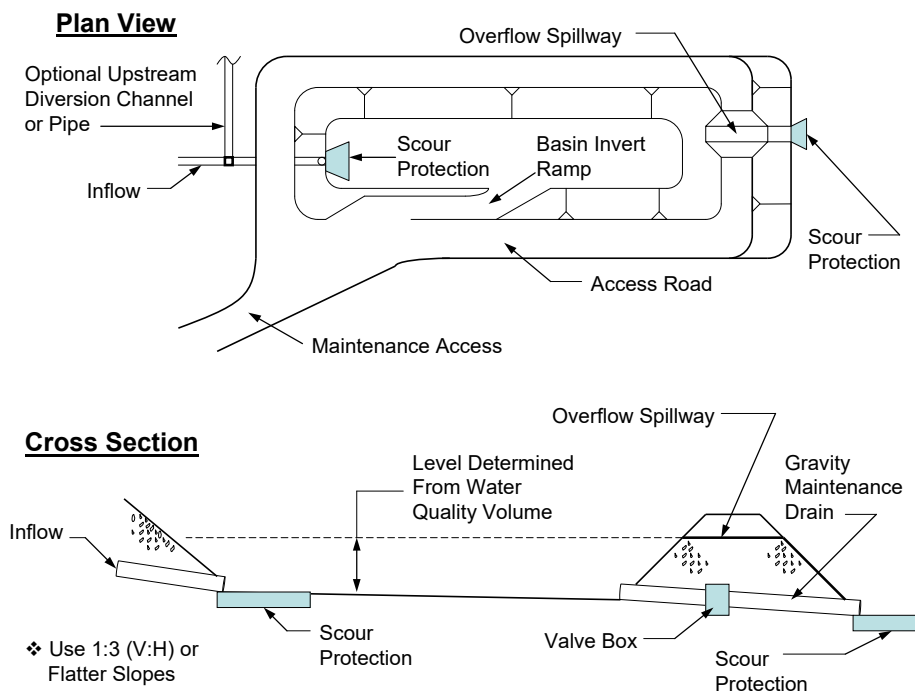 Plan View
Overflow Spillway
Optional Upstream
Diversion Channel
or Pipe
Scour
Protection
Basin Invert
Ramp
Inflow
Scour
Protection
Access Road
Maintenance Access
Overflow Spillway
Cross Section
Level Determined
From Water
Quality Volume
Gravity
Maintenance
Drain
Inflow
Scour
Protection
Valve Box
Scour
Protection
❖ Use 1:3 (V:H) or
Flatter Slopes